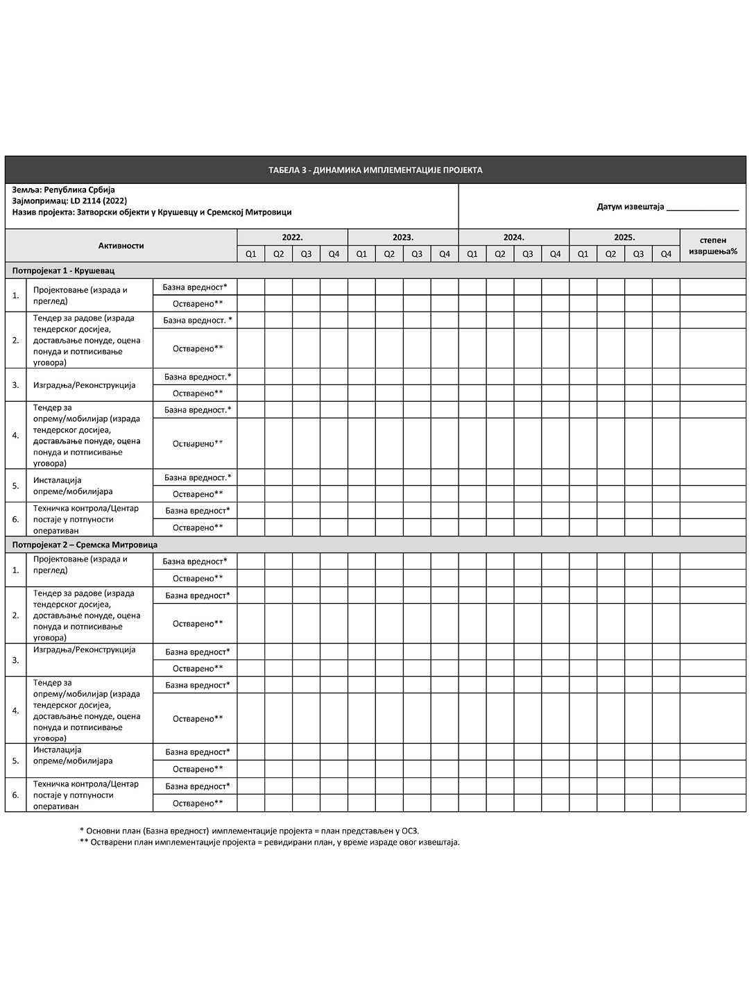 ТАБЕЛА 3 - ДИНАМИКА ИМПЛЕМЕНТАЦИЈЕ ПРОЈЕКТА
Земља: Република Србија
Зајмопримац: LD 2114 (2022)
Назив пројекта: Затворски објекти у Крушевцу и Сремској Митровици
Датум извештаја ________________
Активности
2022. 2023. 2024. 2025.
степен
извршења%
Q1 Q2 Q3 Q4 Q1 Q2 Q3 Q4 Q1 Q2 Q3 Q4 Q1 Q2 Q3 Q4
Потпројекат 1 - Крушевац
1.
Пројектовање (израда и
преглед)
Базна вредност*
Остварено**
2.
Тендер за радове (израда
тендерског досијеа,
достављање понуде, оцена
понуда и потписивање
уговора)
Базна вредност. *
Остварено**
3.
Изградња/Реконструкција
Базна вредност.*
Остварено**
4.
Тендер за
опрему/мобилијар (израда
тендерског досијеа,
достављање понуде, оцена
понуда и потписивање
уговора)
Базна вредност.*
Остварено**
5.
Инсталација
опреме/мобилијара
Базна вредност.*
Остварено**
6.
Техничка контрола/Центар
постаје у потпуности
оперативан
Базна вредност*
Остварено**
Потпројекат 2 – Сремска Митровица
1.
Пројектовање (израда и
преглед)
Базна вредност*
Остварено**
2.
Тендер за радове (израда
тендерског досијеа,
достављање понуде, оцена
понуда и потписивање
уговора)
Базна вредност*
Остварено**
3.
Изградња/Реконструкција
Базна вредност*
Остварено**
4.
Тендер за
опрему/мобилијар (израда
тендерског досијеа,
достављање понуде, оцена
понуда и потписивање
уговора)
Базна вредност*
Остварено**
5.
Инсталација
опреме/мобилијара
Базна вредност*
Остварено**
6.
Техничка контрола/Центар
постаје у потпуности
оперативан
Базна вредност*
Остварено**
* Основни план (Базна вредност) имплементације пројекта = план представљен у ОСЗ.
** Остварени план имплементације пројекта = ревидирани план, у време израде овог извештаја.